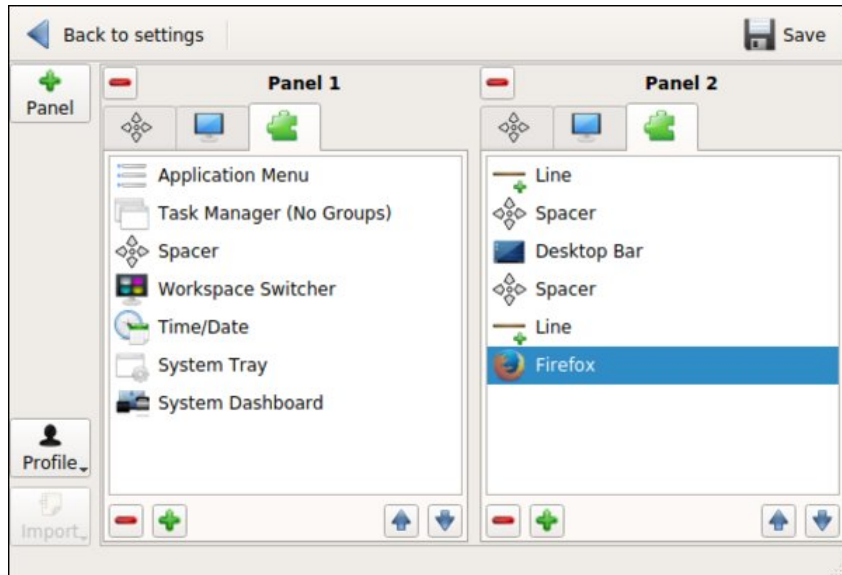 Back to settings
Save
Panel
Panel 1
Application Menu
Task Manager (No Groups)
Spacer
Workspace Switcher
Time/Date
System Tray
System Dashboard
Panel 2
Line
Spacer
Desktop Bar
Spacer
Line
Firefox
Profile
Import